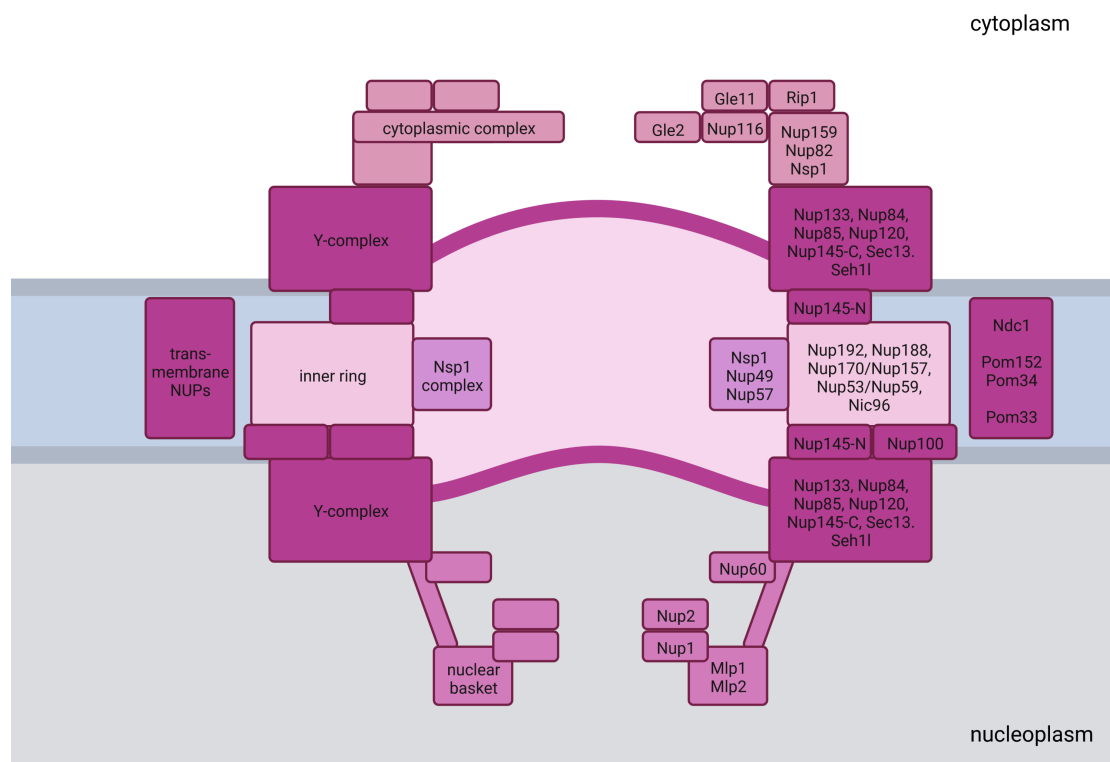 cytoplasm
Gle11
Rip1
cytoplasmic complex
Gle2
Nup116
Nup159
Nup82
Nsp1
Y-complex
Nup133, Nup84,
Nup85, Nup120,
Nup145-C, Sec13.
Seh1l
Nup145-N
trans-
membrane
NUPs
inner ring
Nsp1
complex
Nsp1
Nup49
Nup57
Nup192, Nup188,
Nup170/Nup157,
Nup53/Nup59,
Nic96
Ndc1
Pom152
Pom34
Pom33
Nup145-N
Nup100
Y-complex
Nup133, Nup84,
Nup85, Nup120,
Nup145-C, Sec13.
Seh1l
Nup60
Nup2
Nup1
nuclear
basket
Mlp1
Mlp2
nucleoplasm